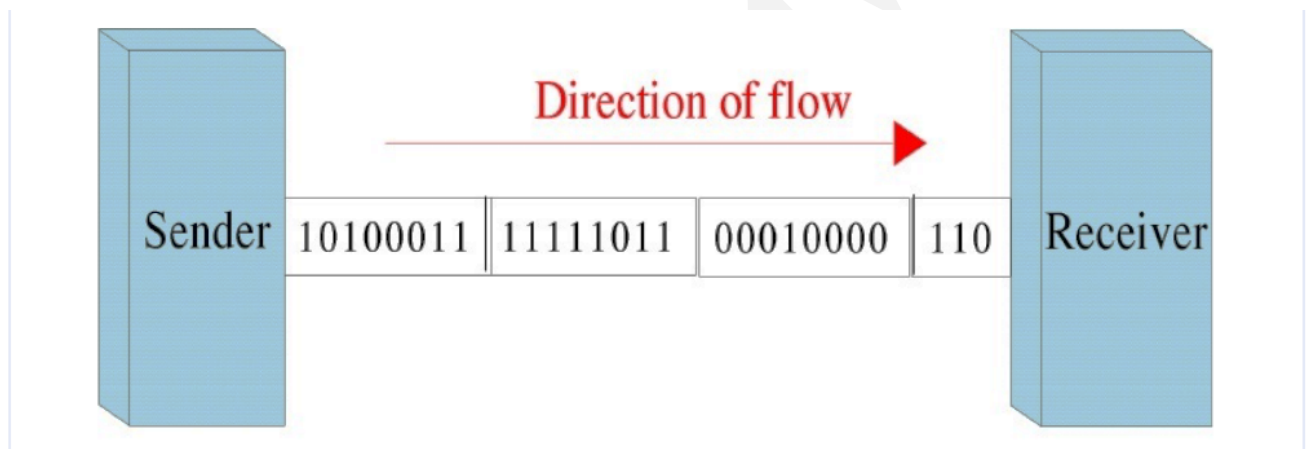 Direction of flow
Sender 10100011 11111011 00010000 110 Receiver